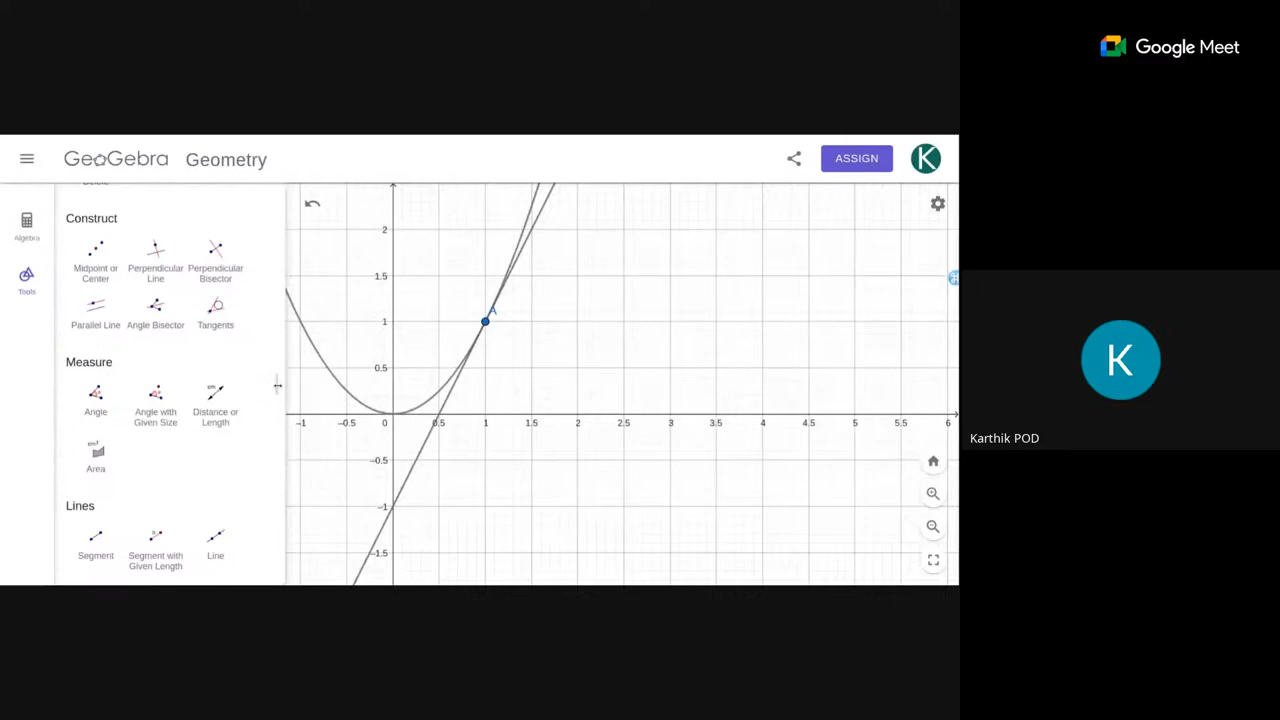 Google Meet
GeoGebra Geometry
ASSIGN
K
Algebra
Tools
Delete
Construct
Midpoint or Center
Perpendicular Line
Perpendicular Bisector
Parallel Line
Angle Bisector
Tangents
Measure
Angle
Angle with Given Size
Distance or Length
cm
Area
cm²
Lines
Segment
Segment with Given Length
Line
2
1.5
1
0.5
−0.5
−1
−1.5
A
−1 −0.5 0 0.5 1 1.5 2 2.5 3 3.5 4 4.5 5 5.5 6
K
Karthik POD